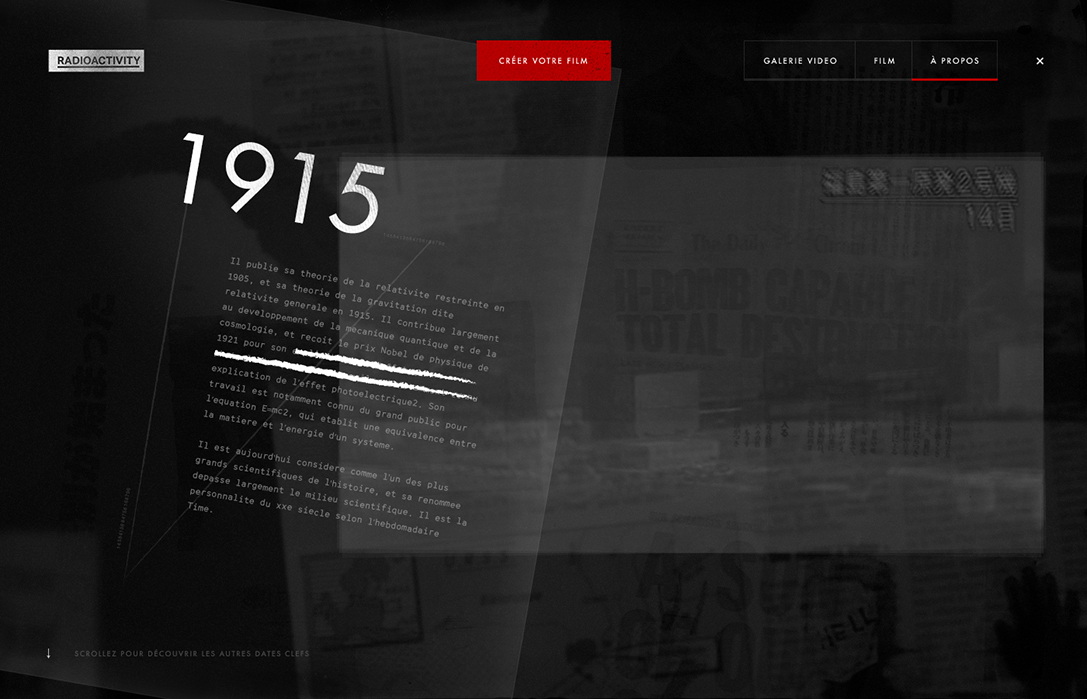 RADIOACTIVITY
CRÉER VOTRE FILM
GALERIE VIDEO
FILM
À PROPOS
1915
Il publie sa theorie de la relativite restreinte en
1905, et sa theorie de la gravitation dite
relativite generale en 1915. Il contribue largement
au developpement de la mecanique quantique et de la
cosmologie, et recoit le prix Nobel de physique de
1921 pour son
explication de l'effet photoelectrique2. Son
travail est notamment connu du grand public pour
l'equation E=mc2, qui etablit une equivalence entre
la matiere et l'energie d'un systeme.
Il est aujourd'hui considere comme l'un des plus
grands scientifiques de l'histoire, et sa renommee
depasse largement le milieu scientifique. Il est la
personnalite du xxe siecle selon l'hebdomadaire
Time.
The Daily
TOTAL
HELL
SCROLLEZ POUR DÉCOUVRIR LES AUTRES DATES CLEFS